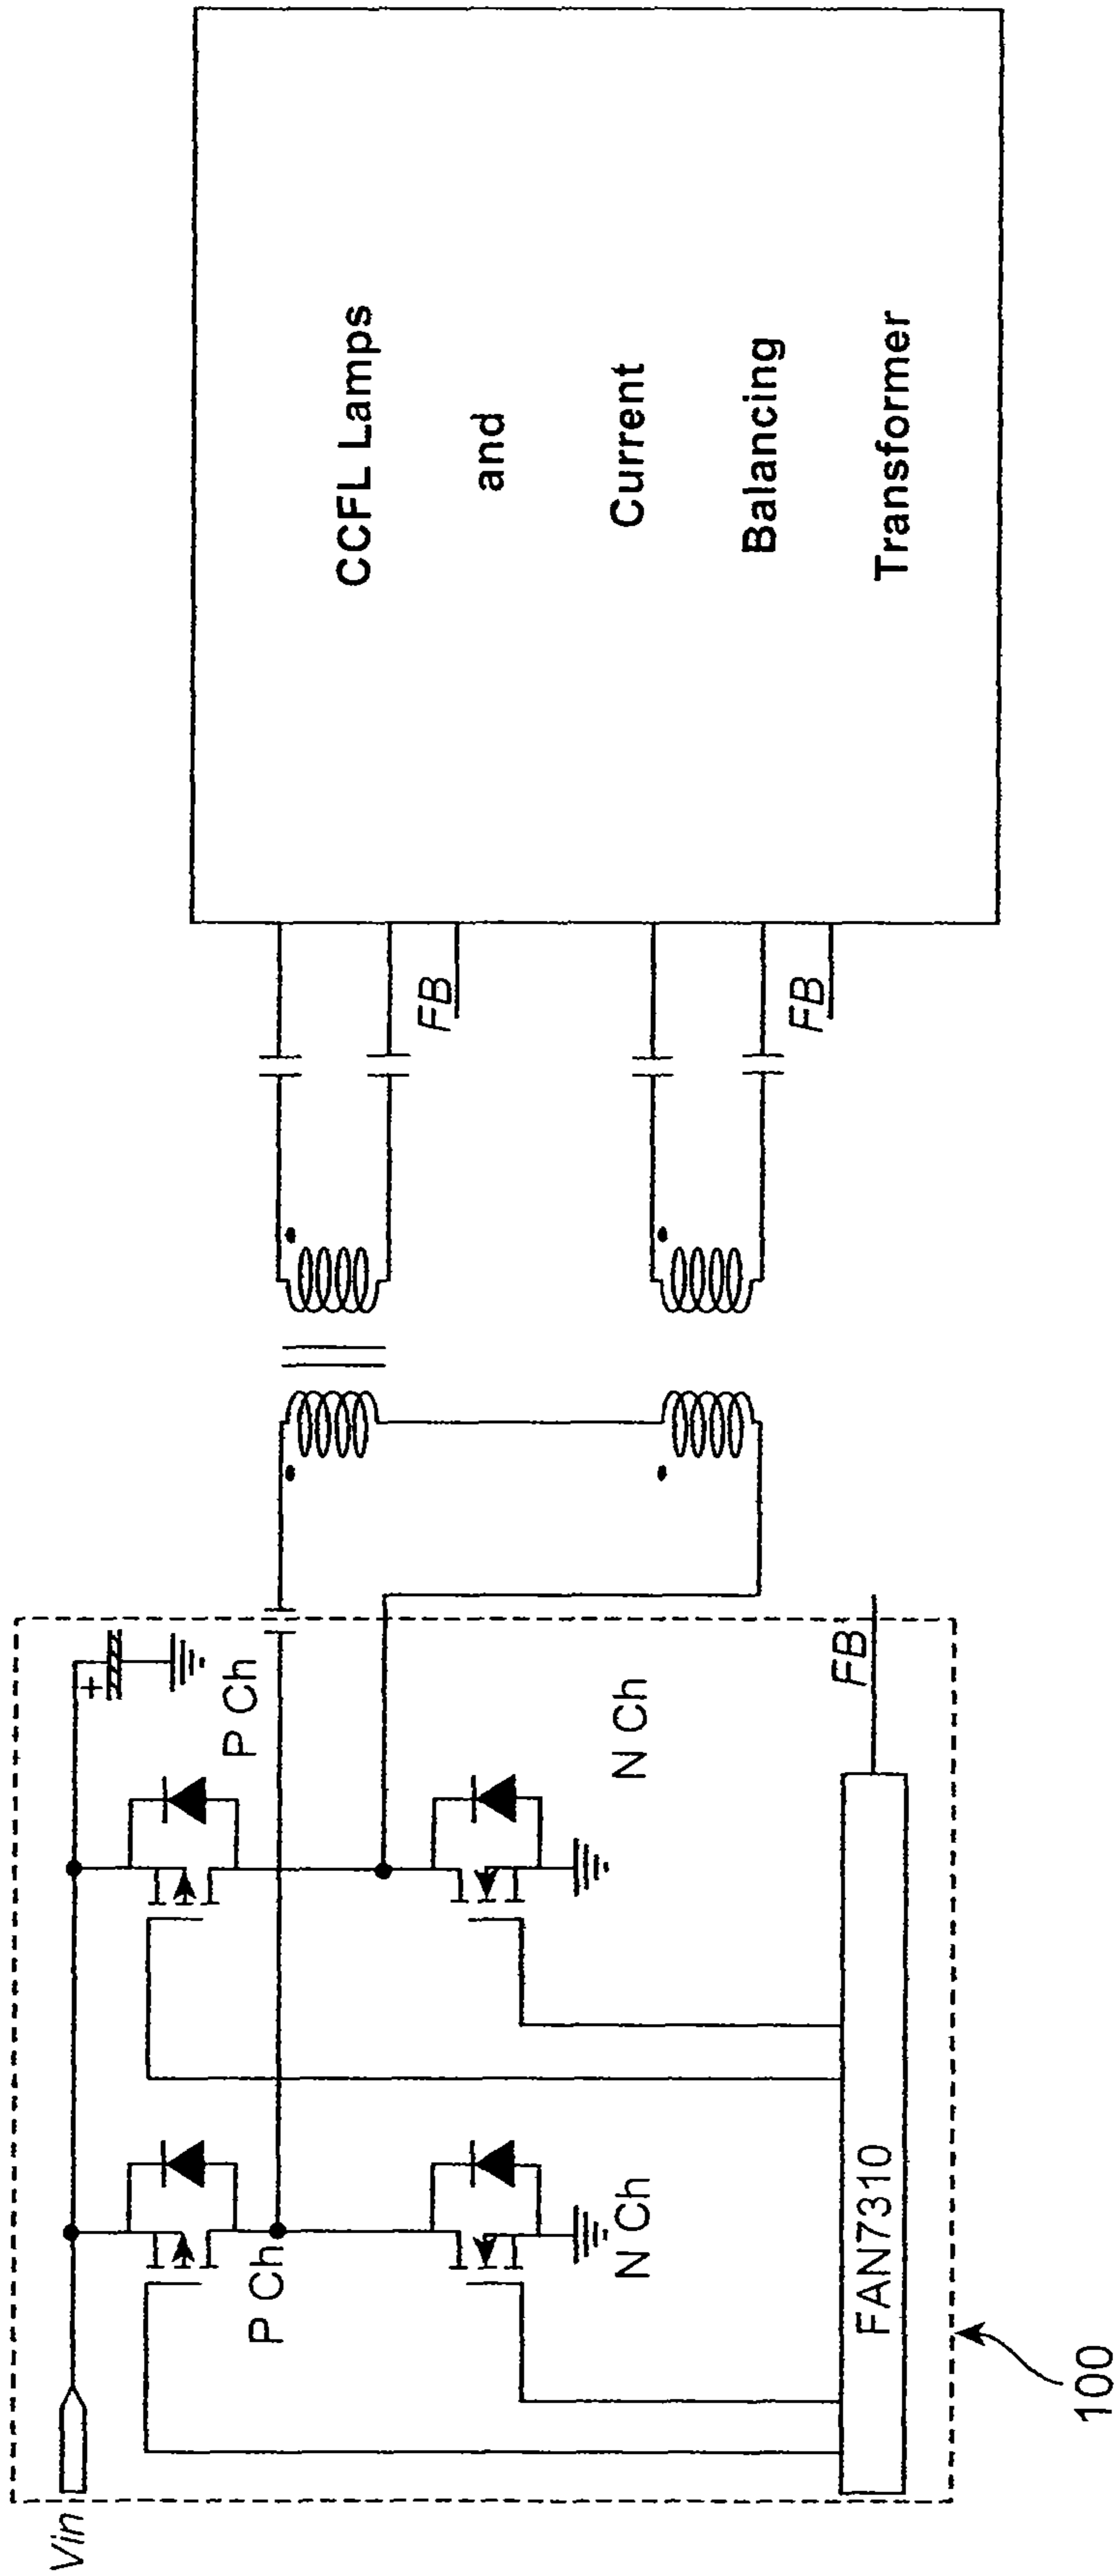 Vin
+
P Ch
P Ch
N Ch
N Ch
FAN7310
FB
100
FB
FB
CCFL Lamps
and
Current
Balancing
Transformer